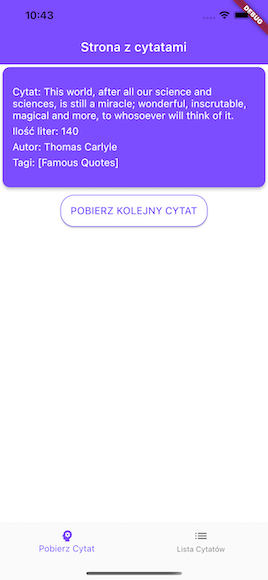 10:43
DEBUG
Strona z cytatami
Cytat: This world, after all our science and
sciences, is still a miracle; wonderful, inscrutable,
magical and more, to whosoever will think of it.
Ilość liter: 140
Autor: Thomas Carlyle
Tagi: [Famous Quotes]
POBIERZ KOLEJNY CYTAT
Pobierz Cytat
Lista Cytatów